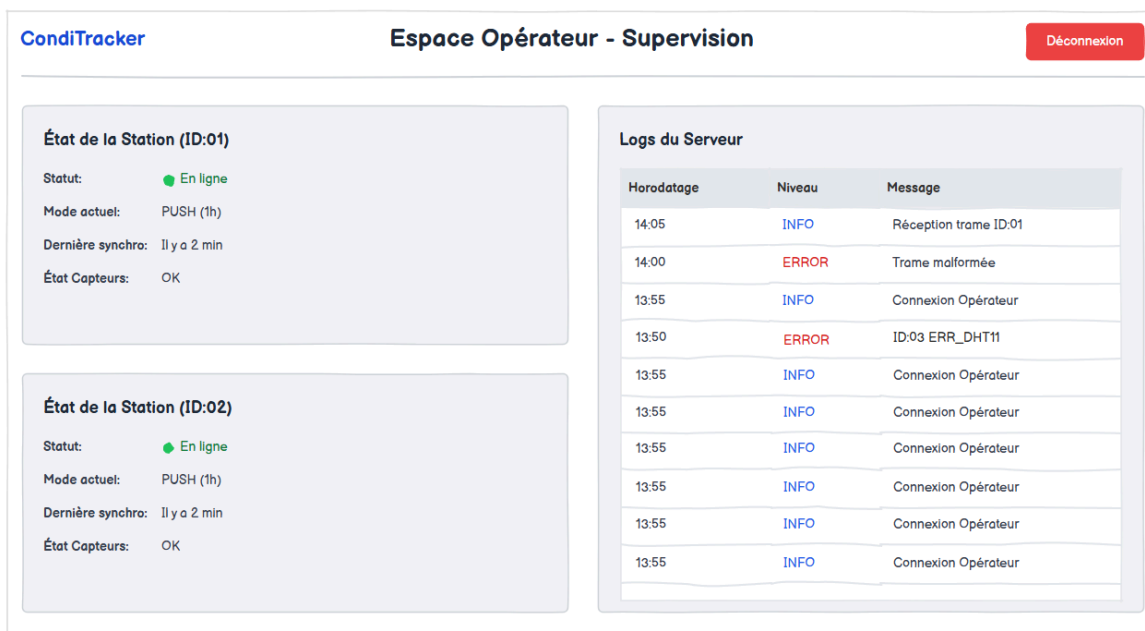 CondiTracker
Espace Opérateur - Supervision
Déconnexion
État de la Station (ID:01)
Statut: En ligne
Mode actuel: PUSH (1h)
Dernière synchro: Il y a 2 min
État Capteurs: OK
État de la Station (ID:02)
Statut: En ligne
Mode actuel: PUSH (1h)
Dernière synchro: Il y a 2 min
État Capteurs: OK
Logs du Serveur
Horodatage Niveau Message
14:05 INFO Réception trame ID:01
14:00 ERROR Trame malformée
13:55 INFO Connexion Opérateur
13:50 ERROR ID:03 ERR_DHT11
13:55 INFO Connexion Opérateur
13:55 INFO Connexion Opérateur
13:55 INFO Connexion Opérateur
13:55 INFO Connexion Opérateur
13:55 INFO Connexion Opérateur
13:55 INFO Connexion Opérateur